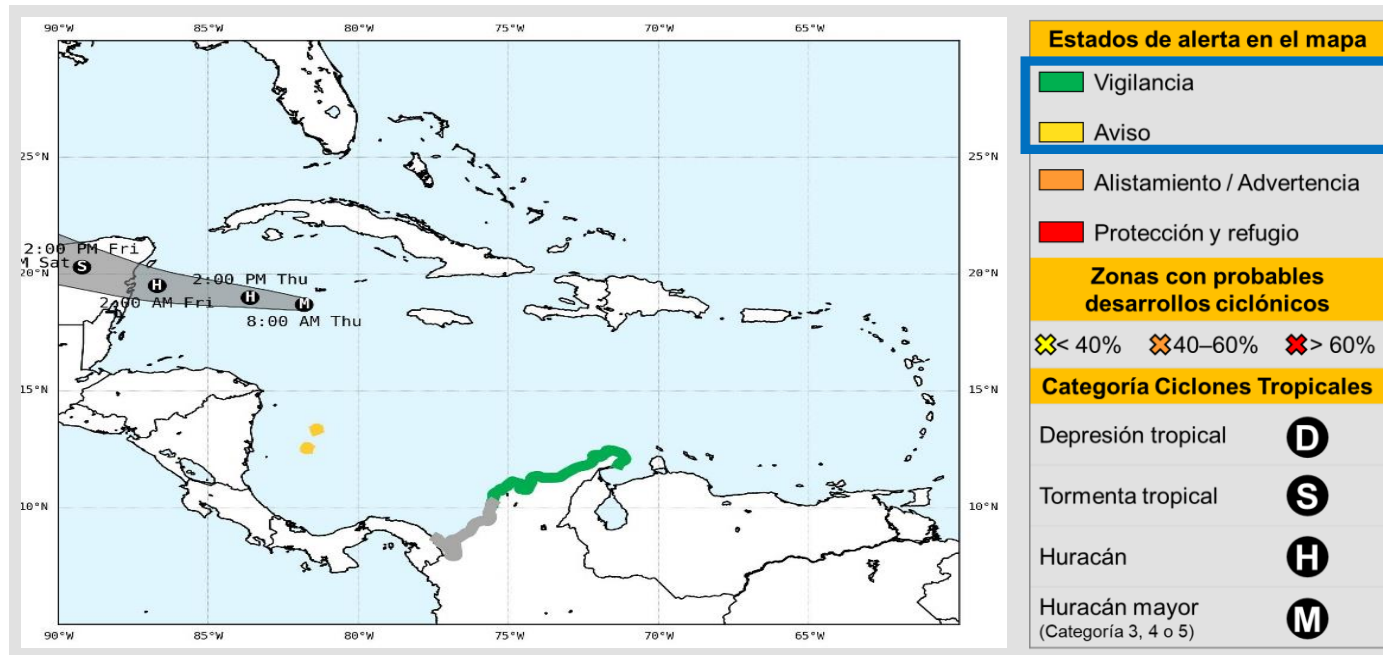 90°W 85°W 80°W 75°W 70°W 65°W
25°N 25°N
2:00 PM Fri
M Sat S
20°N H 2:00 PM Thu 20°N
2:00 AM Fri H M
8:00 AM Thu
15°N 15°N
10°N 10°N
90°W 85°W 80°W 75°W 70°W 65°W
Estados de alerta en el mapa
Vigilancia
Aviso
Alistamiento / Advertencia
Protección y refugio
Zonas con probables
desarrollos ciclónicos
< 40% 40–60% > 60%
Categoría Ciclones Tropicales
Depresión tropical D
Tormenta tropical S
Huracán H
Huracán mayor M
(Categoría 3, 4 o 5)